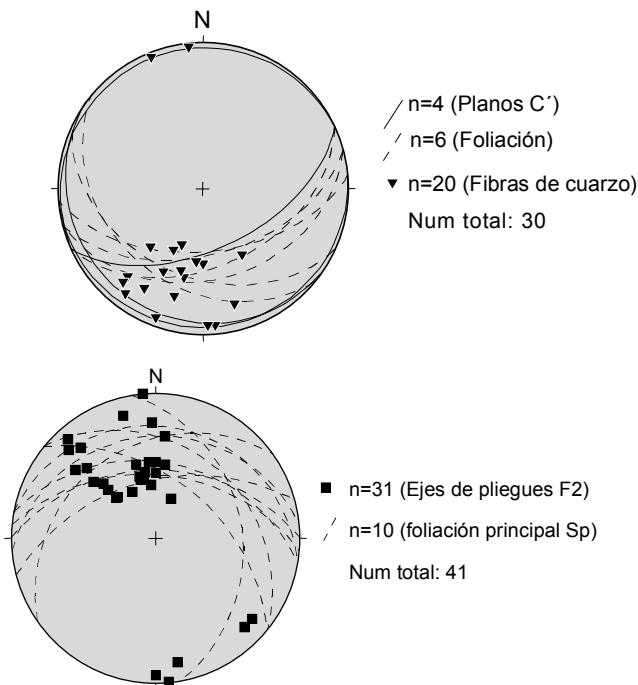 N
n=4 (Planos C´)
n=6 (Foliación)
n=20 (Fibras de cuarzo)
Num total: 30
N
n=31 (Ejes de pliegues F2)
n=10 (foliación principal Sp)
Num total: 41